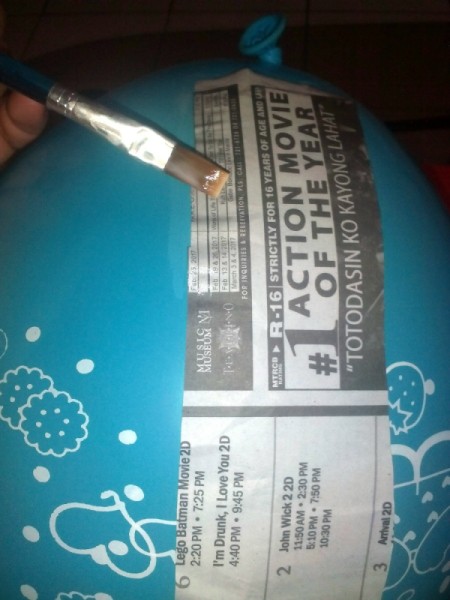 #1 ACTION MOVIE
OF THE YEAR
"TOTODASIN KO KAYONG LAHAT"
MTRCB RATING R-16 STRICTLY FOR 16 YEARS OF AGE AND
FOR INQUIRIES & RESERVATION, PLS. CALL
MUSIC
MUSEUM
6 Lego Batman Movie 2D
2:20 PM • 7:25 PM
I'm Drunk, I Love You 2D
4:40 PM • 9:45 PM
2 John Wick 2 2D
11:50 AM • 2:30 PM
5:10 PM • 7:50 PM
10:30 PM
3 Arrival 2D